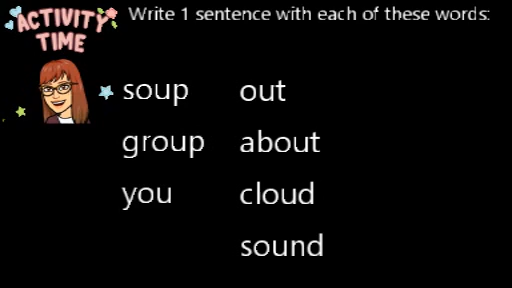 ACTIVITY TIME
Write 1 sentence with each of these words:
soup out
group about
you cloud
sound